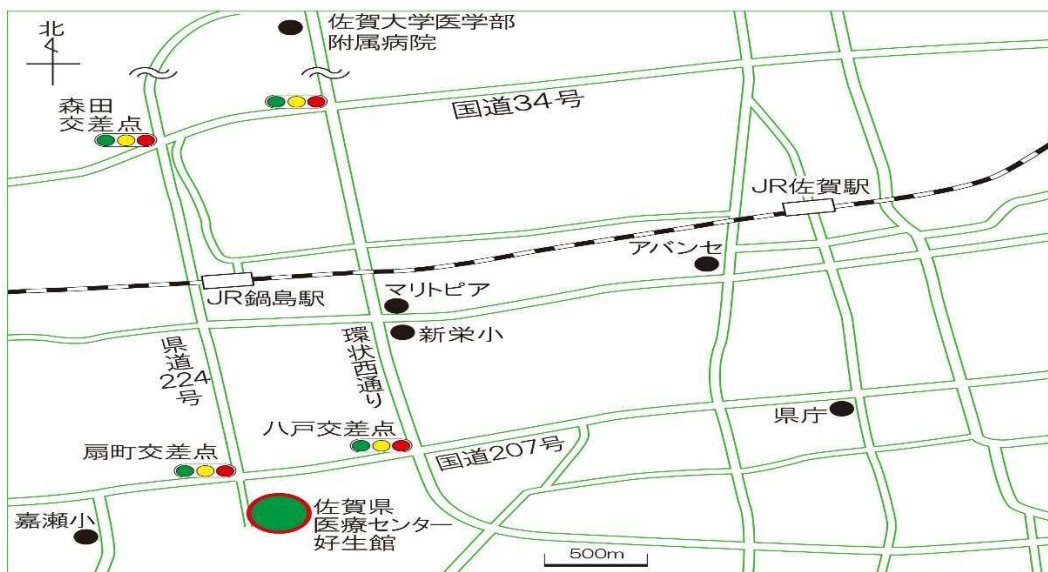 北
佐賀大学医学部
附属病院
森田
交差点
国道34号
JR佐賀駅
アバンセ
JR鍋島駅
マリトピア
新栄小
県道224号
環状西通り
県庁
八戸交差点
国道207号
扇町交差点
嘉瀬小
佐賀県
医療センター
好生館
500m